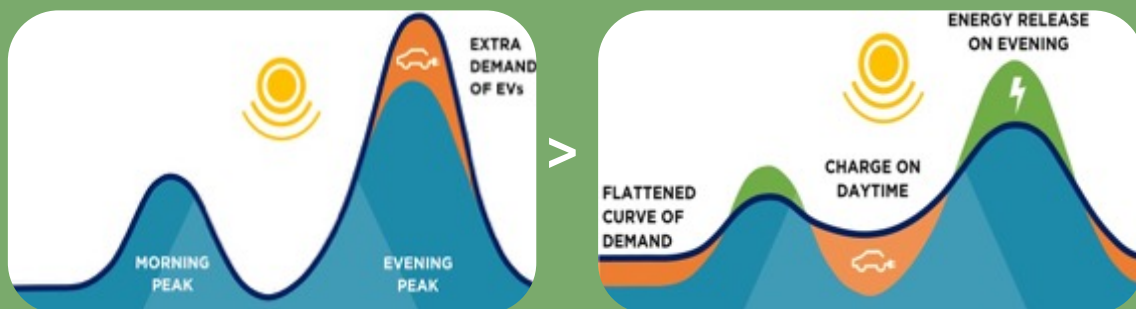 EXTRA
DEMAND
OF EVs
MORNING
PEAK
EVENING
PEAK
>
ENERGY RELEASE
ON EVENING
CHARGE ON
DAYTIME
FLATTENED
CURVE OF
DEMAND